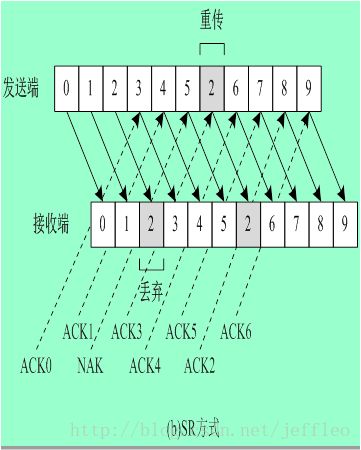 重传
发送端 0 1 2 3 4 5 2 6 7 8 9
接收端 0 1 2 3 4 5 2 6 7 8 9
丢弃
ACK1 ACK3 ACK5 ACK6
ACK0 NAK ACK4 ACK2
(b)SR方式
http://blog.csdn.net/jeffleo